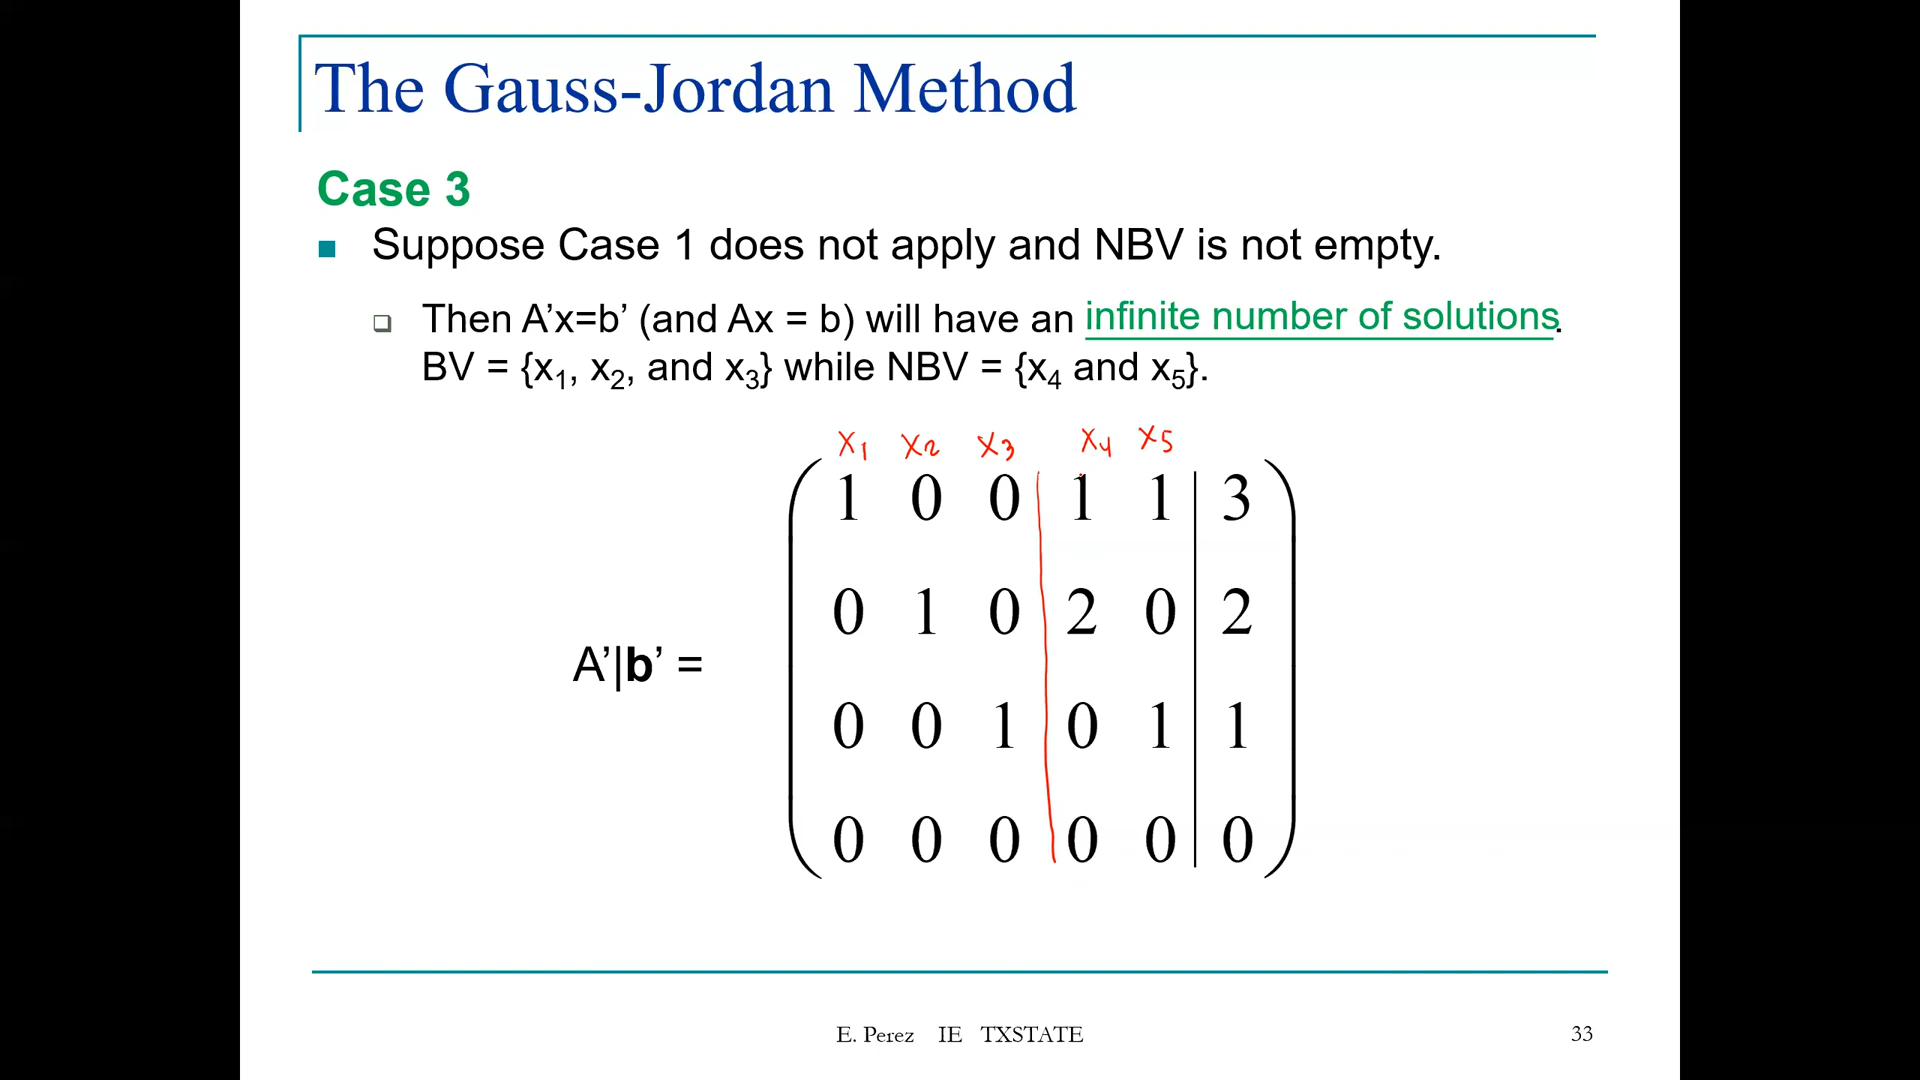 The Gauss-Jordan Method
Case 3
Suppose Case 1 does not apply and NBV is not empty.
Then A’x=b’ (and Ax = b) will have an infinite number of solutions.
BV = {x₁, x₂, and x₃} while NBV = {x₄ and x₅}.
x₁ x₂ x₃ x₄ x₅
1 0 0 1 1 | 3
0 1 0 2 0 | 2
A’|b’ =
0 0 1 0 1 | 1
0 0 0 0 0 | 0
E. Perez IE TXSTATE 33